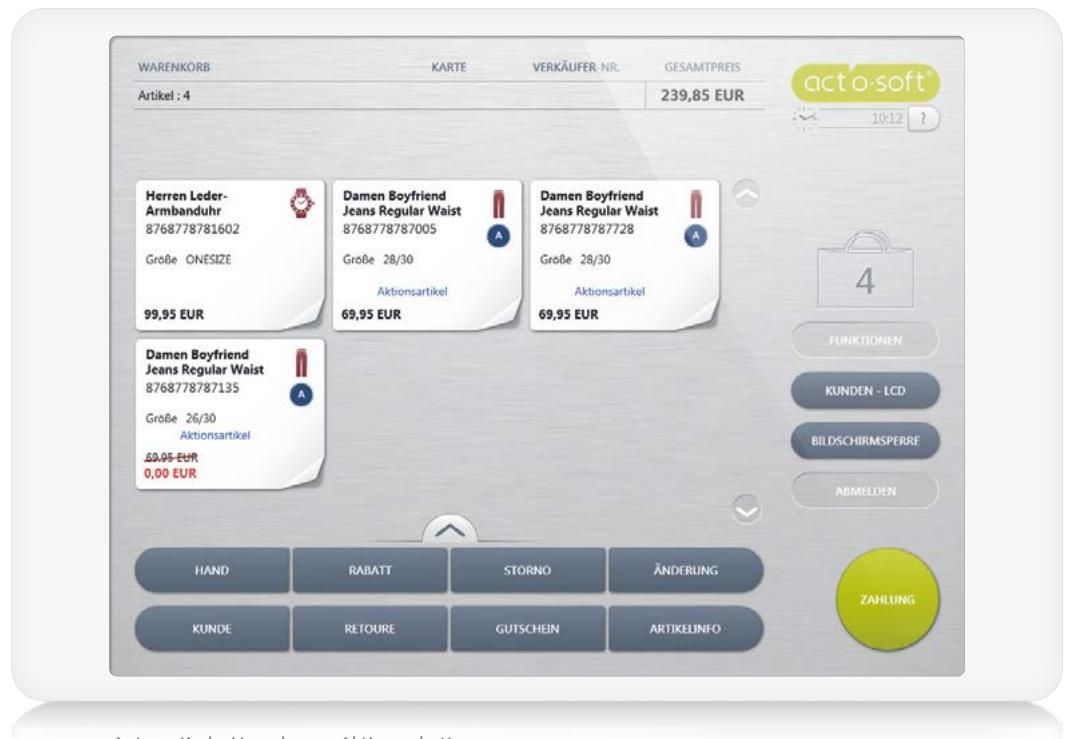 WARENKORB KARTE VERKÄUFER-NR. GESAMTPREIS
Artikel : 4 239,85 EUR
act'o·soft®
10:12 ?
Herren Leder-
Armbanduhr
8768778781602
Größe ONESIZE
99,95 EUR
Damen Boyfriend
Jeans Regular Waist
8768778787005
A
Größe 28/30
Aktionsartikel
69,95 EUR
Damen Boyfriend
Jeans Regular Waist
8768778787728
A
Größe 28/30
Aktionsartikel
69,95 EUR
Damen Boyfriend
Jeans Regular Waist
8768778787135
A
Größe 26/30
Aktionsartikel
69,95 EUR
0,00 EUR
4
FUNKTIONEN
KUNDEN - LCD
BILDSCHIRMSPERRE
ABMELDEN
HAND RABATT STORNO ÄNDERUNG
KUNDE RETOURE GUTSCHEIN ARTIKELINFO
ZAHLUNG